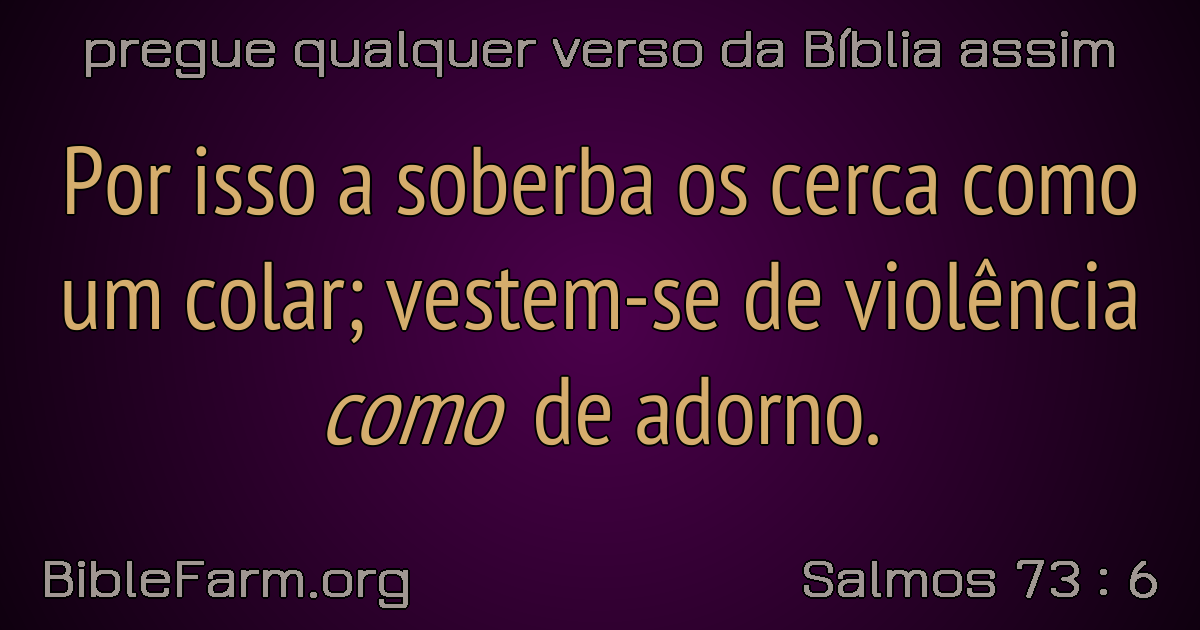 pregue qualquer verso da Bíblia assim
Por isso a soberba os cerca como
um colar; vestem-se de violência
como de adorno.
BibleFarm.org
Salmos 73 : 6